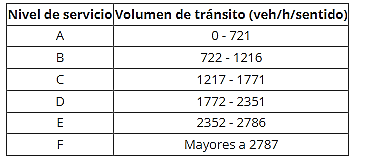 Nivel de servicio Volumen de tránsito (veh/h/sentido)
A 0 - 721
B 722 - 1216
C 1217 - 1771
D 1772 - 2351
E 2352 - 2786
F Mayores a 2787